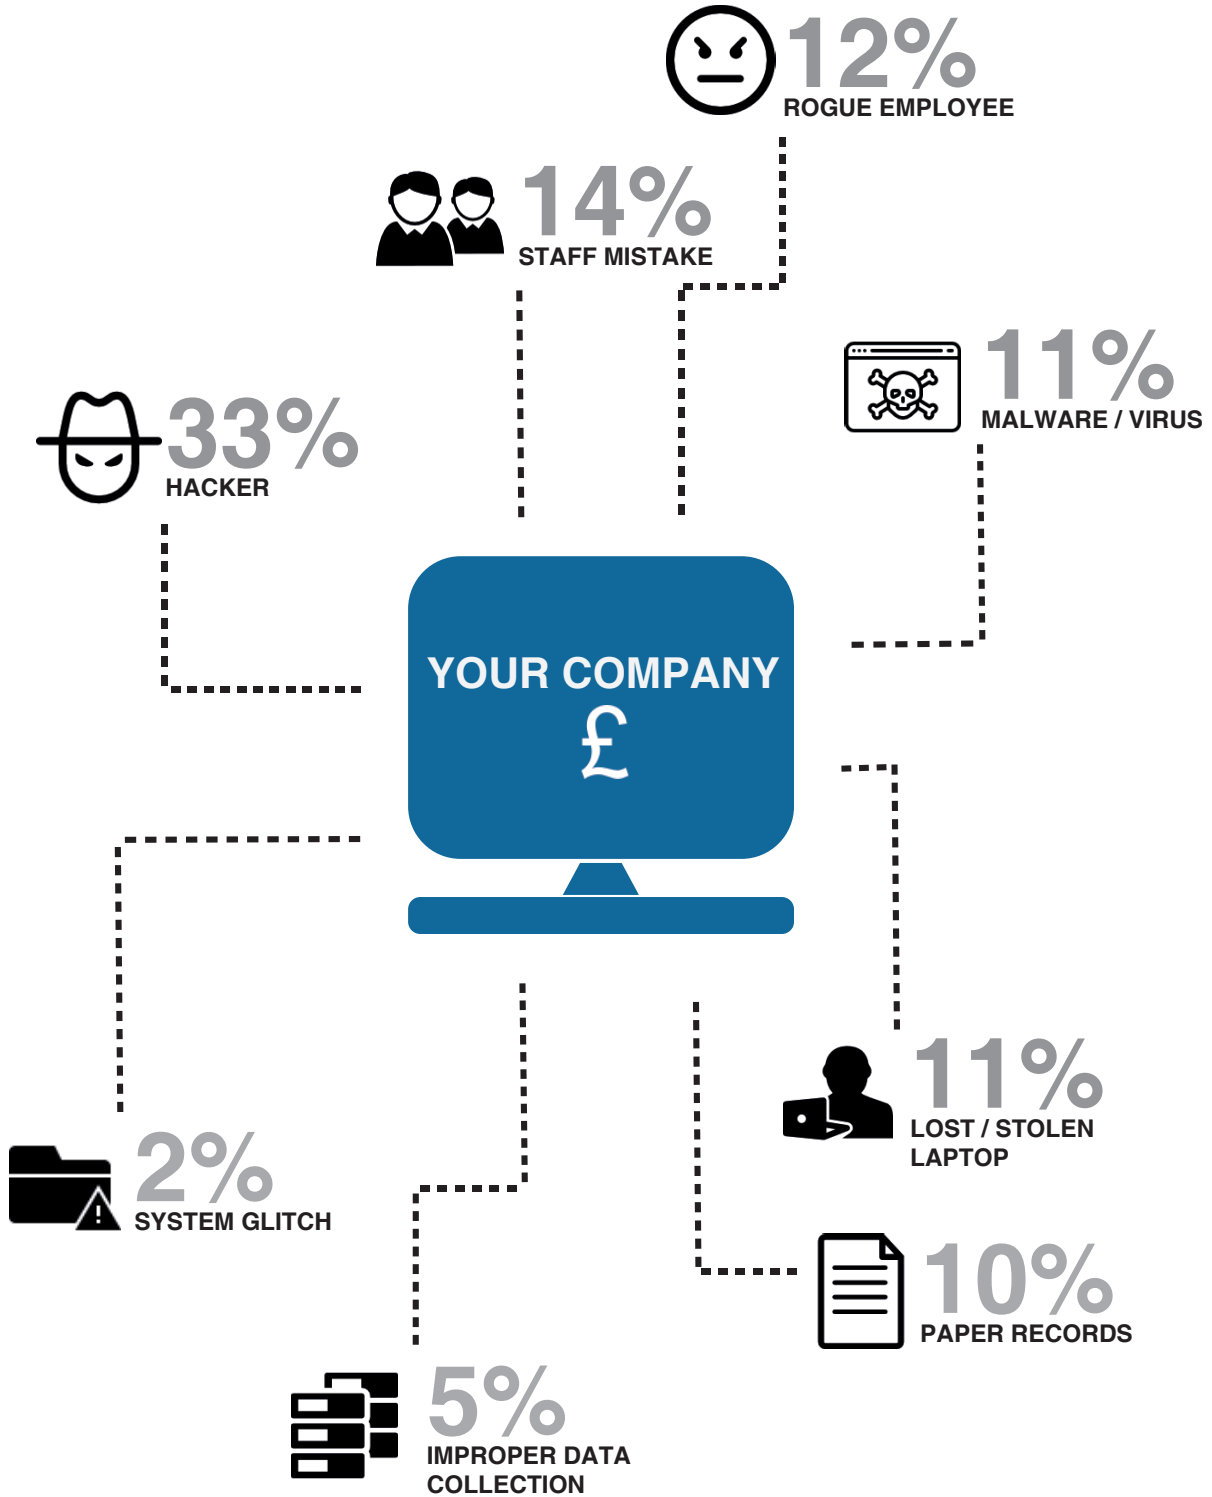 12%
ROGUE EMPLOYEE
14%
STAFF MISTAKE
11%
MALWARE / VIRUS
33%
HACKER
YOUR COMPANY
£
11%
LOST / STOLEN
LAPTOP
2%
SYSTEM GLITCH
10%
PAPER RECORDS
5%
IMPROPER DATA
COLLECTION